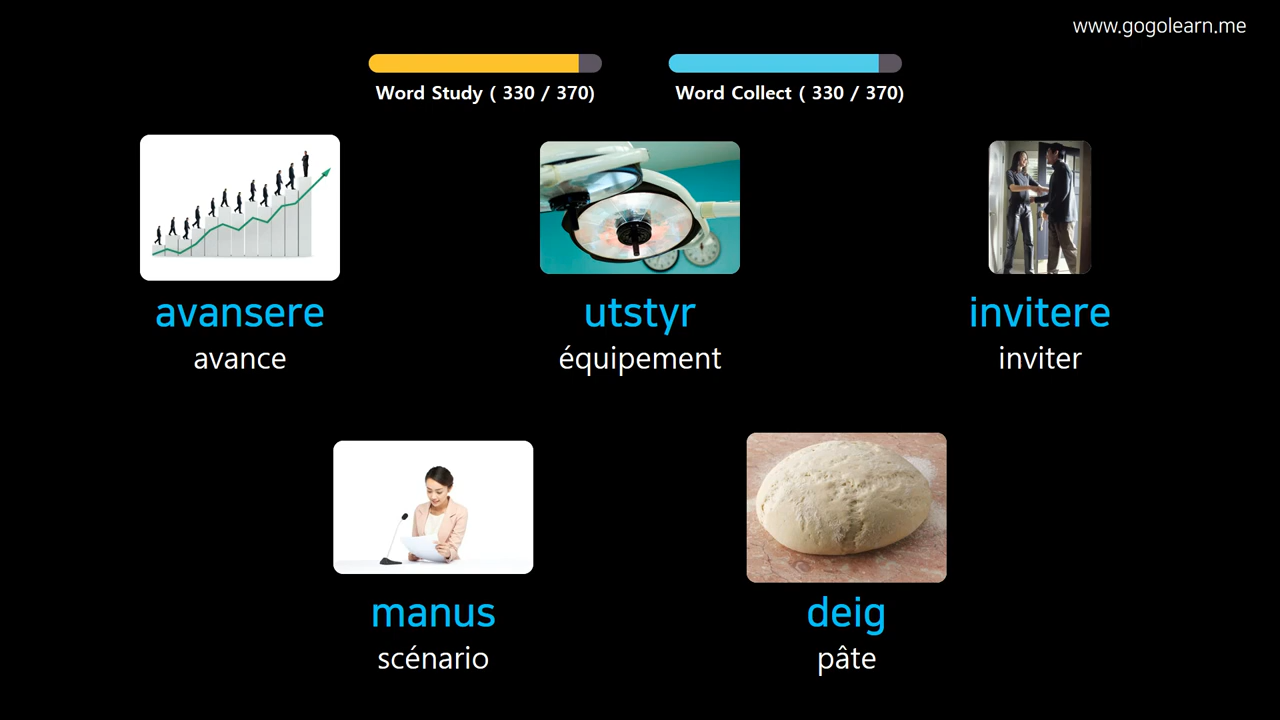 www.gogolearn.me
Word Study ( 330 / 370)
Word Collect ( 330 / 370)
avansere
avance
utstyr
équipement
invitere
inviter
manus
scénario
deig
pâte